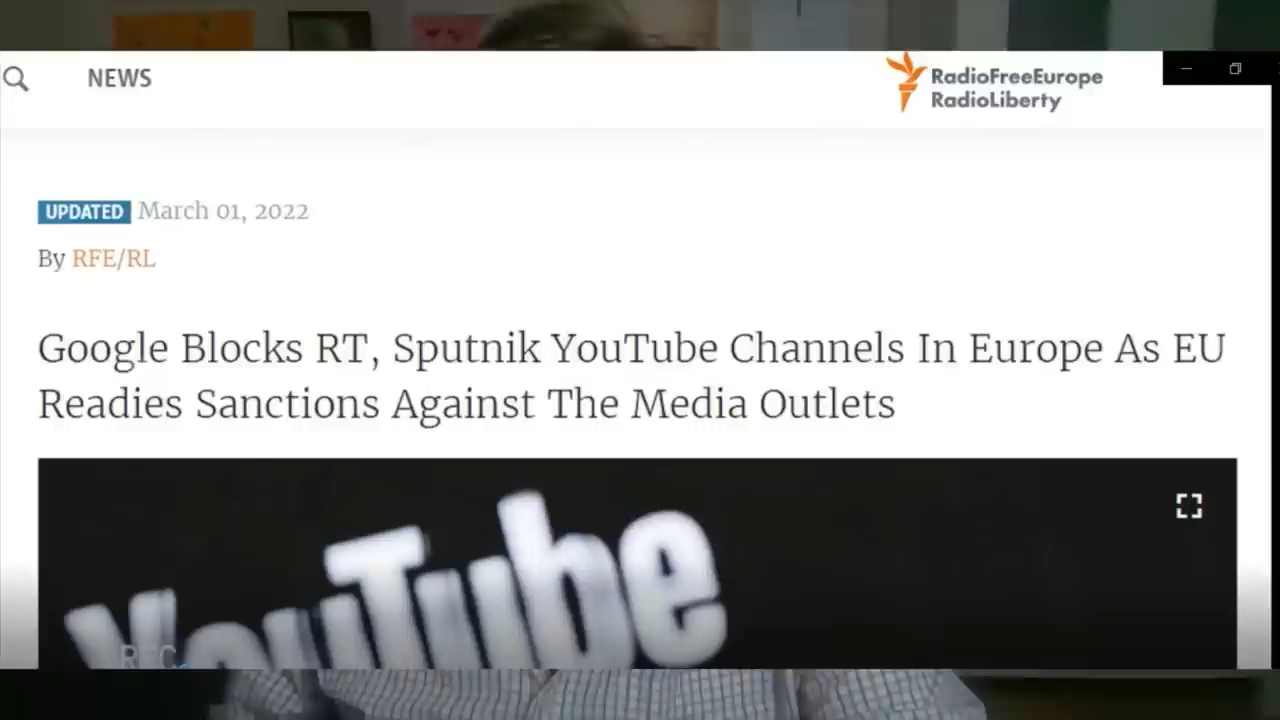 NEWS
RadioFreeEurope
RadioLiberty
UPDATED March 01, 2022
By RFE/RL
Google Blocks RT, Sputnik YouTube Channels In Europe As EU
Readies Sanctions Against The Media Outlets
YouTube
REC